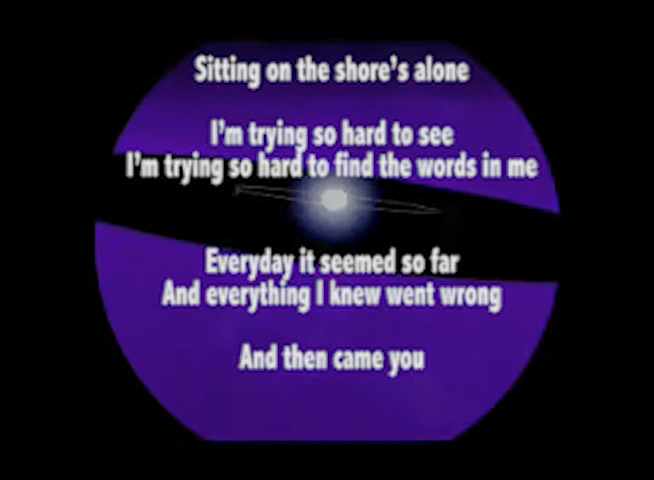 Sitting on the shore's alone
I'm trying so hard to see
I'm trying so hard to find the words in me
Everyday it seemed so far
And everything I knew went wrong
And then came you